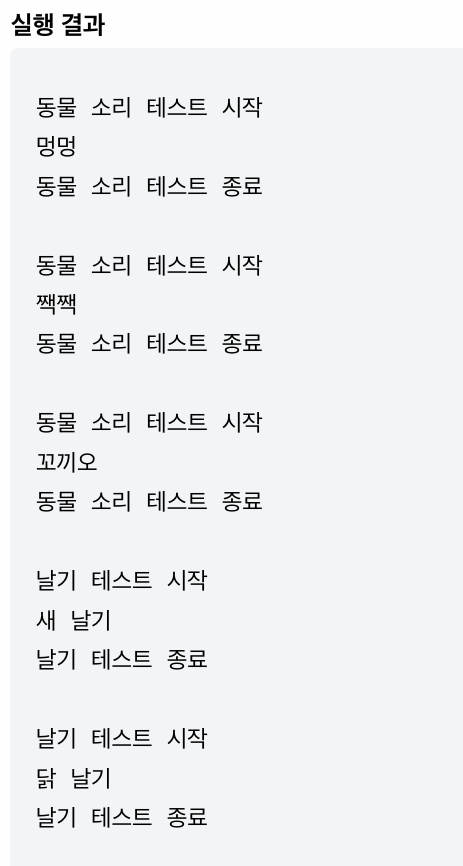 실행 결과
동물 소리 테스트 시작
멍멍
동물 소리 테스트 종료
동물 소리 테스트 시작
짹짹
동물 소리 테스트 종료
동물 소리 테스트 시작
꼬끼오
동물 소리 테스트 종료
날기 테스트 시작
새 날기
날기 테스트 종료
날기 테스트 시작
닭 날기
날기 테스트 종료